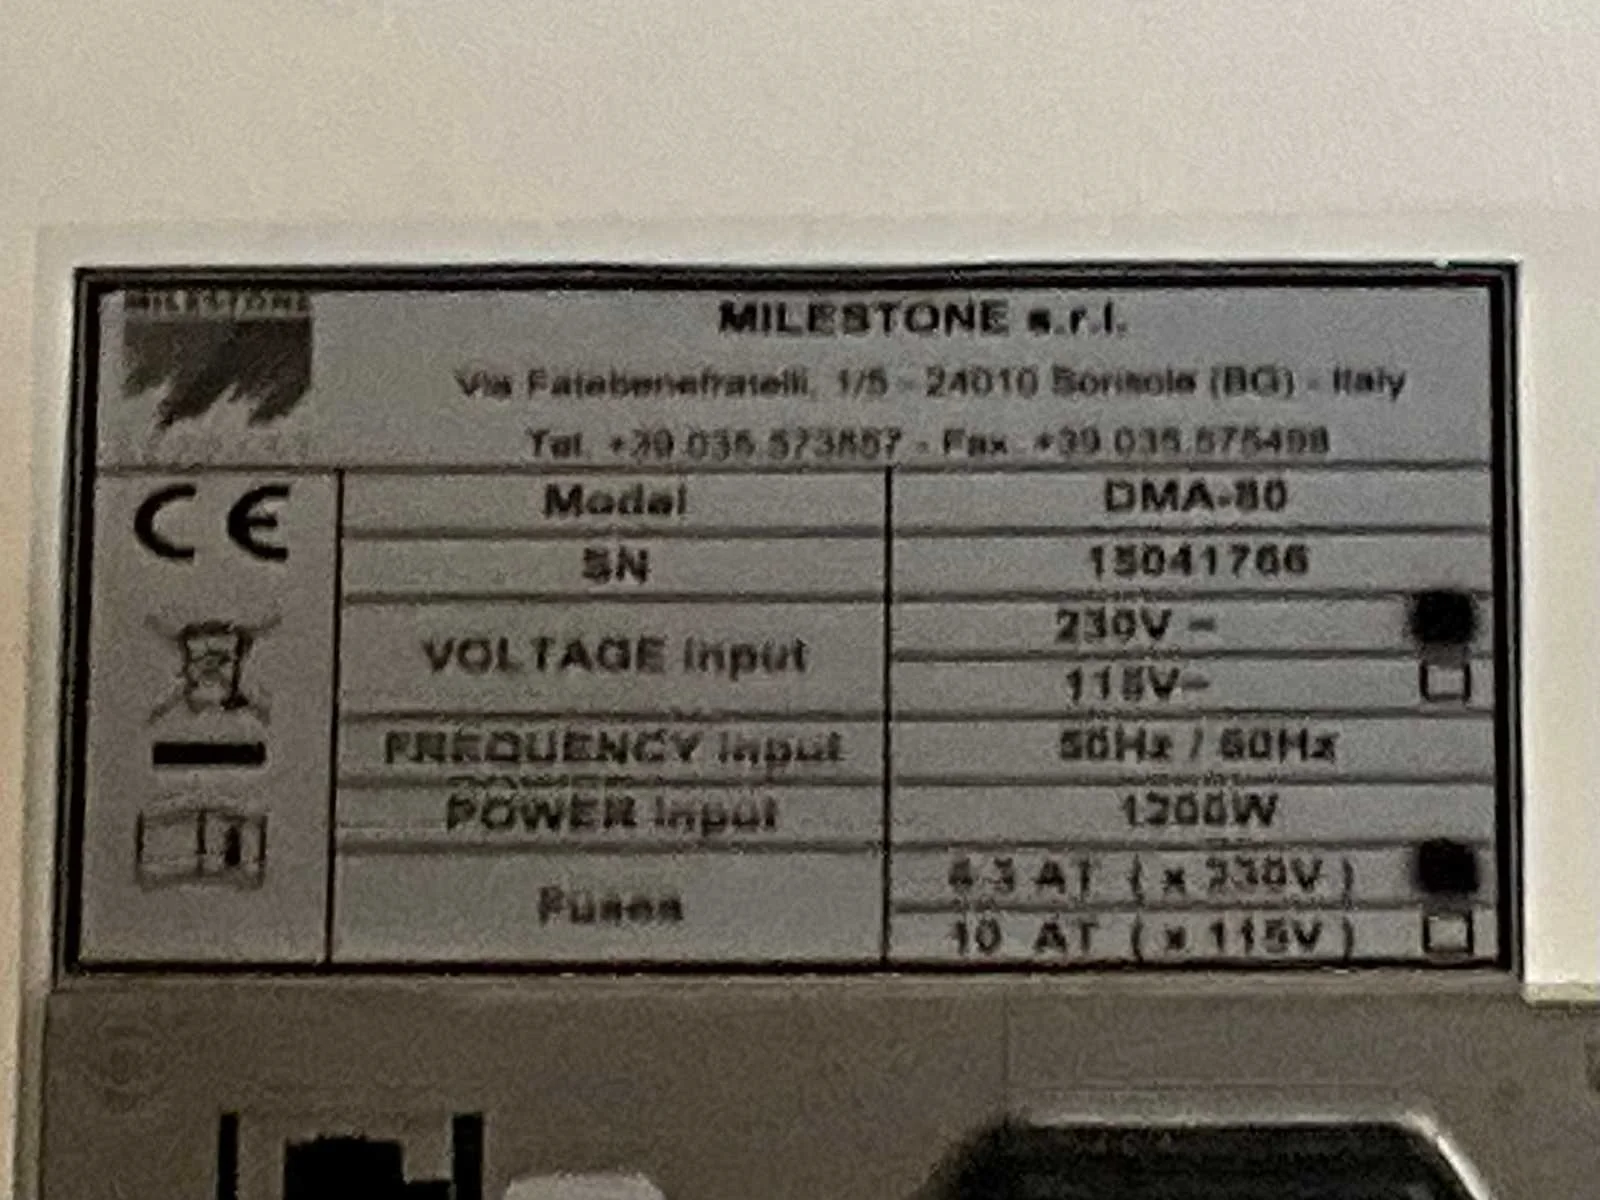 MILESTONE
MILESTONE s.r.l.
Via Fatebenefratelli, 1/5 - 24010 Sorisole (BG) - Italy
Tel. +39 035 573857 - Fax +39 035 575498
CE
Model DMA-80
SN 15041766
VOLTAGE input 230V ~
115V~
FREQUENCY input 50Hz / 60Hz
POWER input 1200W
Fuses 6.3 AT ( x 230V )
10 AT ( x 115V )